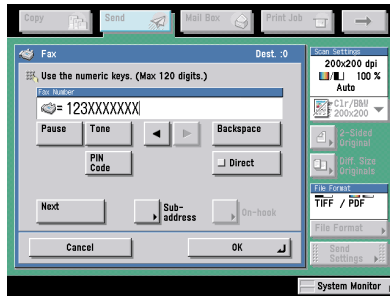 Copy
Send
Mail Box
Print Job
Fax
Dest. :0
Use the numeric keys. (Max 120 digits.)
Fax Number
= 123XXXXXXX
Pause
Tone
Backspace
PIN
Code
Direct
Next
Sub-
address
On-hook
Cancel
OK
Scan Settings
200x200 dpi
100 %
Auto
Clr/B&W
200x200
2-Sided
Original
Diff. Size
Originals
File Format
TIFF / PDF
File Format
Send
Settings
System Monitor